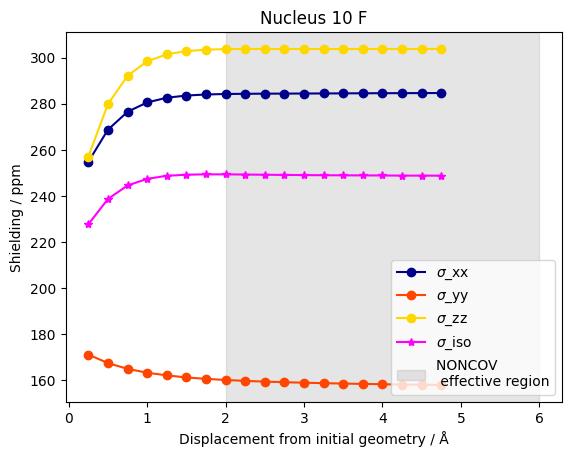 Nucleus 10 F
Shielding / ppm
300
280
260
240
220
200
180
160
σ_xx
σ_yy
σ_zz
σ_iso
NONCOV
effective region
0 1 2 3 4 5 6
Displacement from initial geometry / Å